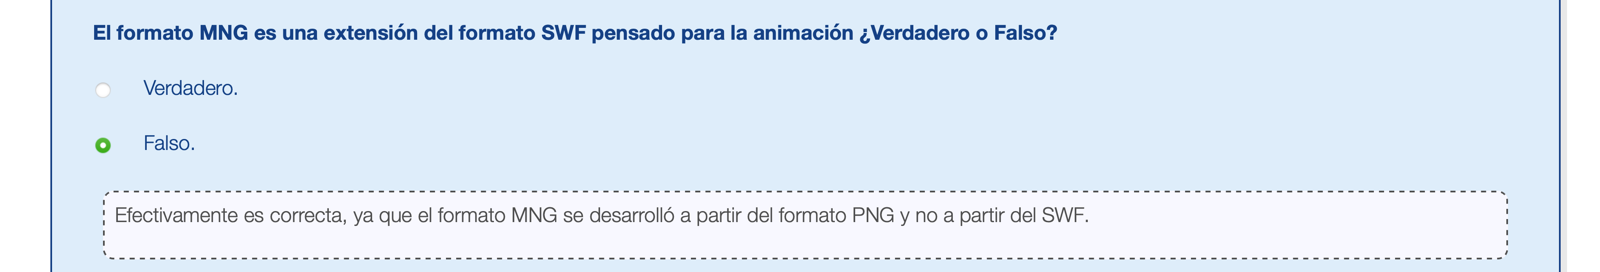 El formato MNG es una extensión del formato SWF pensado para la animación ¿Verdadero o Falso?
Verdadero.
Falso.
Efectivamente es correcta, ya que el formato MNG se desarrolló a partir del formato PNG y no a partir del SWF.